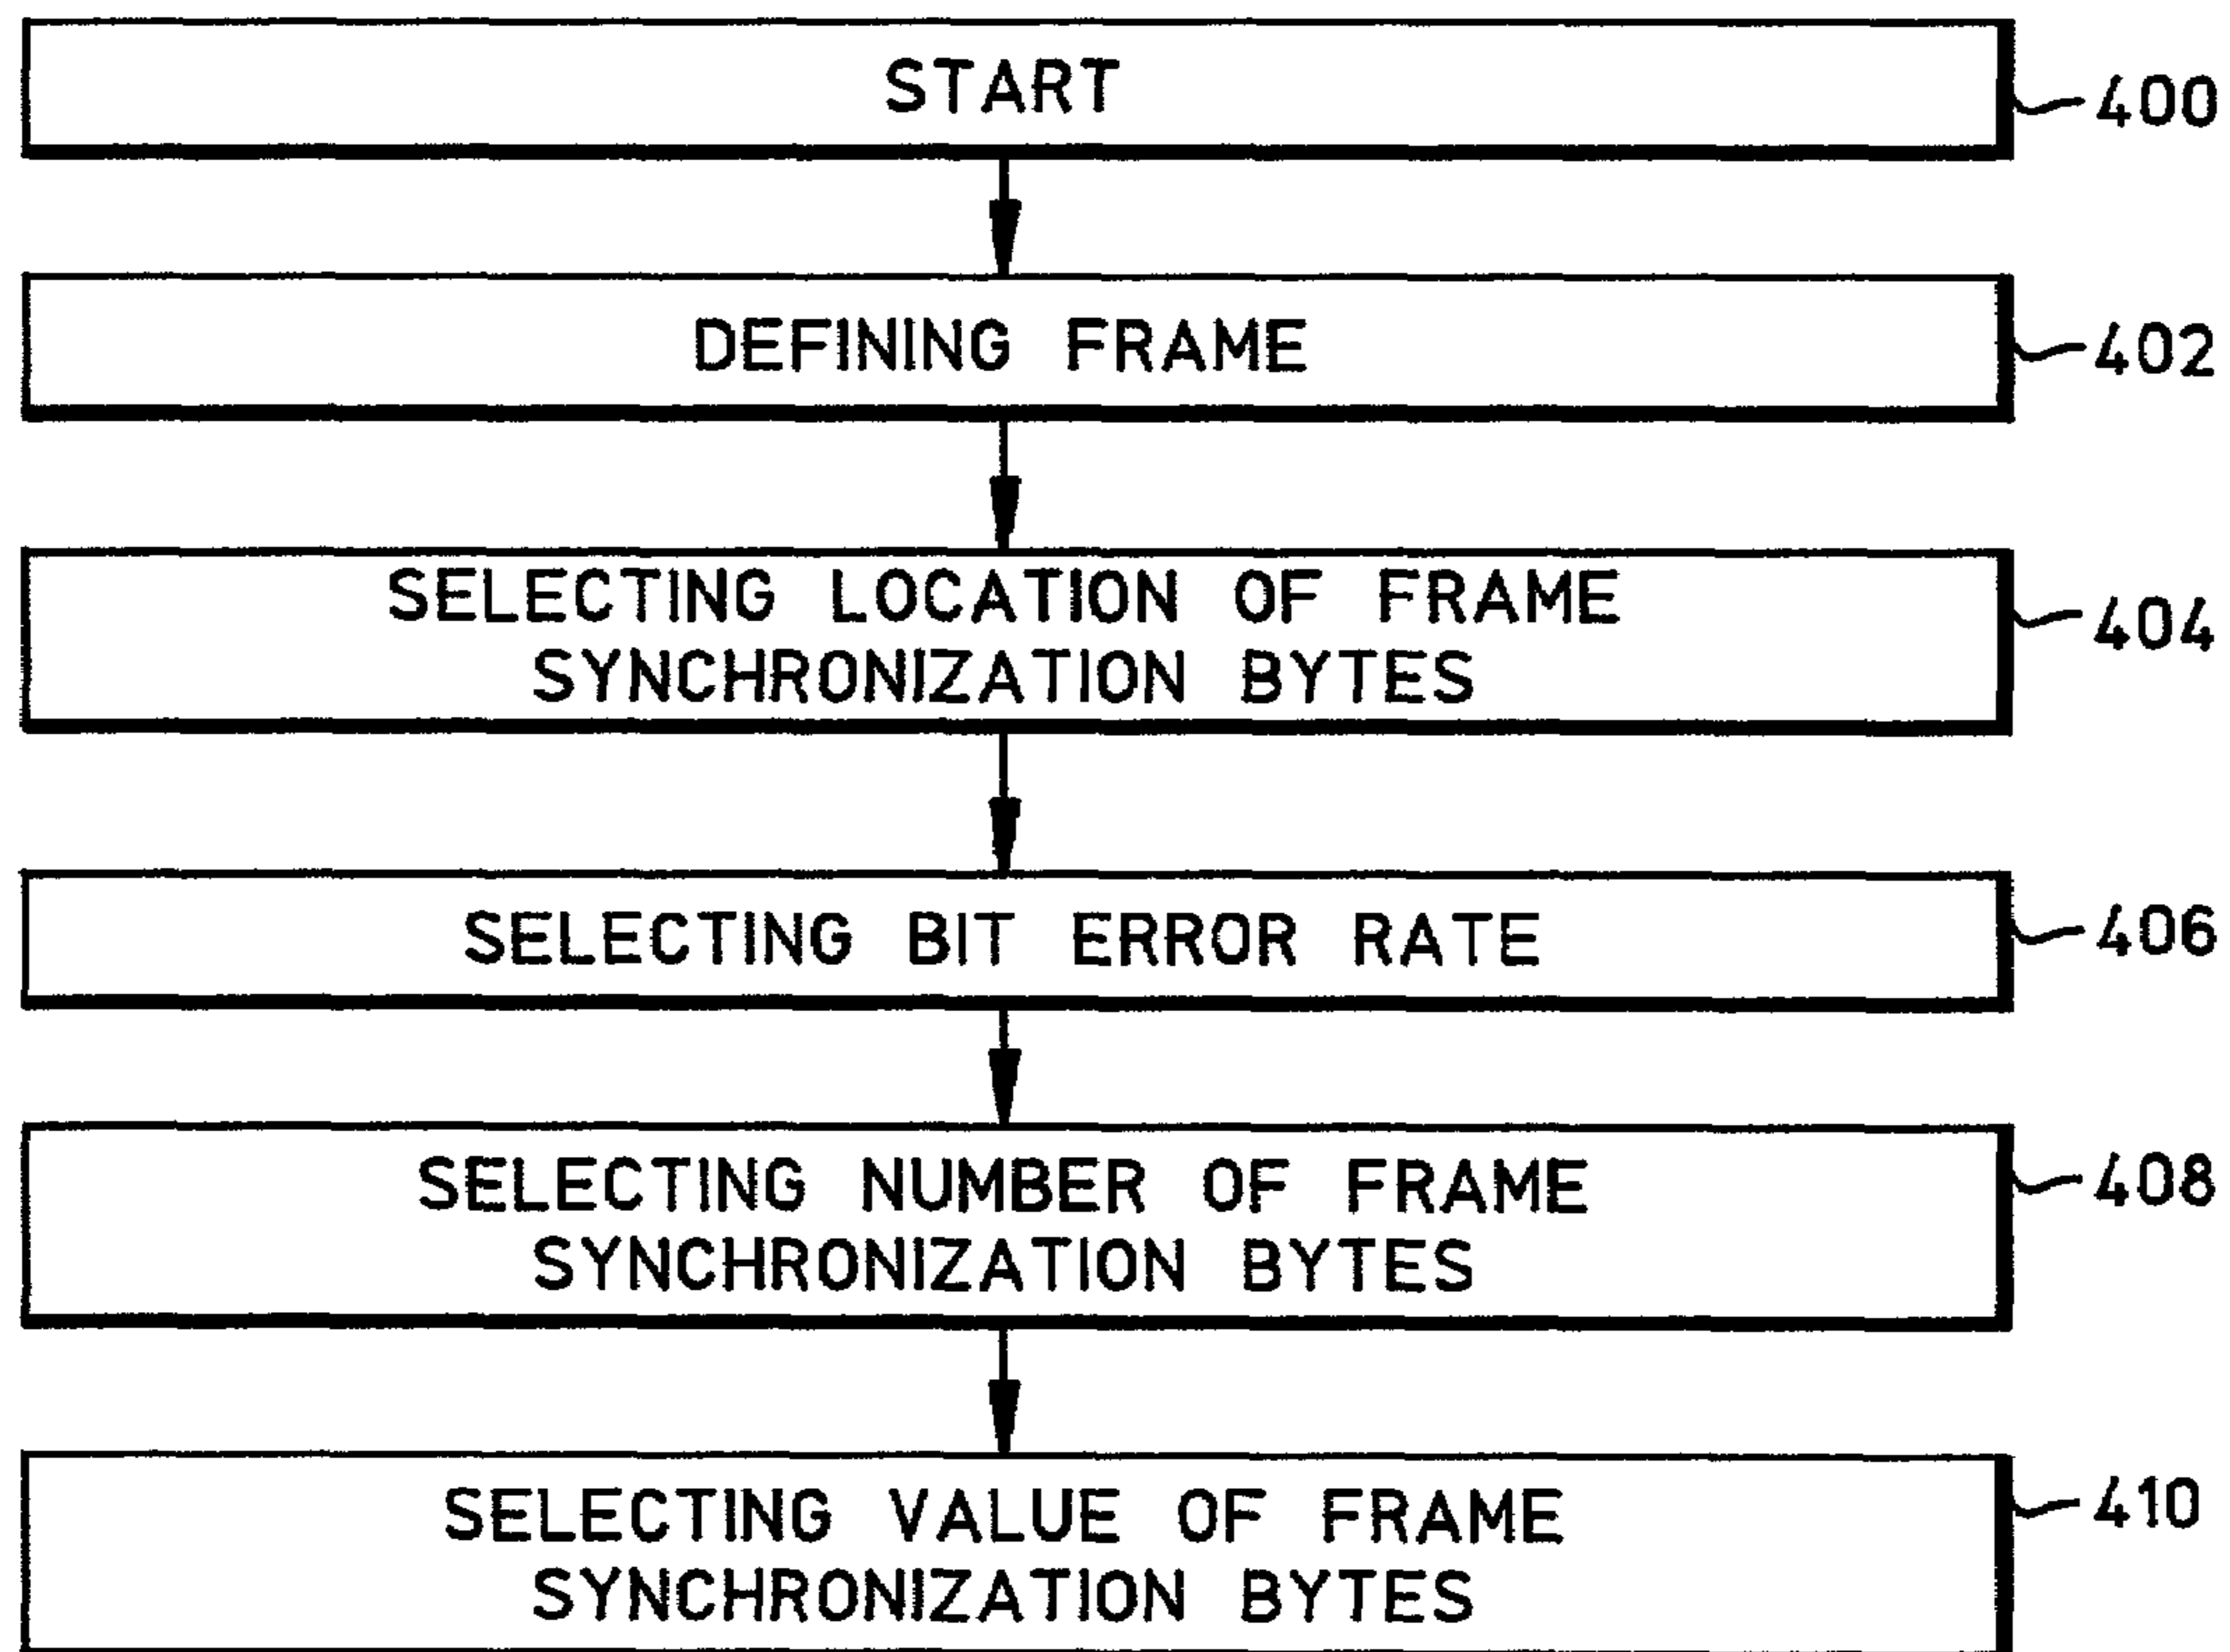 START
400
DEFINING FRAME
402
SELECTING LOCATION OF FRAME
SYNCHRONIZATION BYTES
404
SELECTING BIT ERROR RATE
406
SELECTING NUMBER OF FRAME
SYNCHRONIZATION BYTES
408
SELECTING VALUE OF FRAME
SYNCHRONIZATION BYTES
410